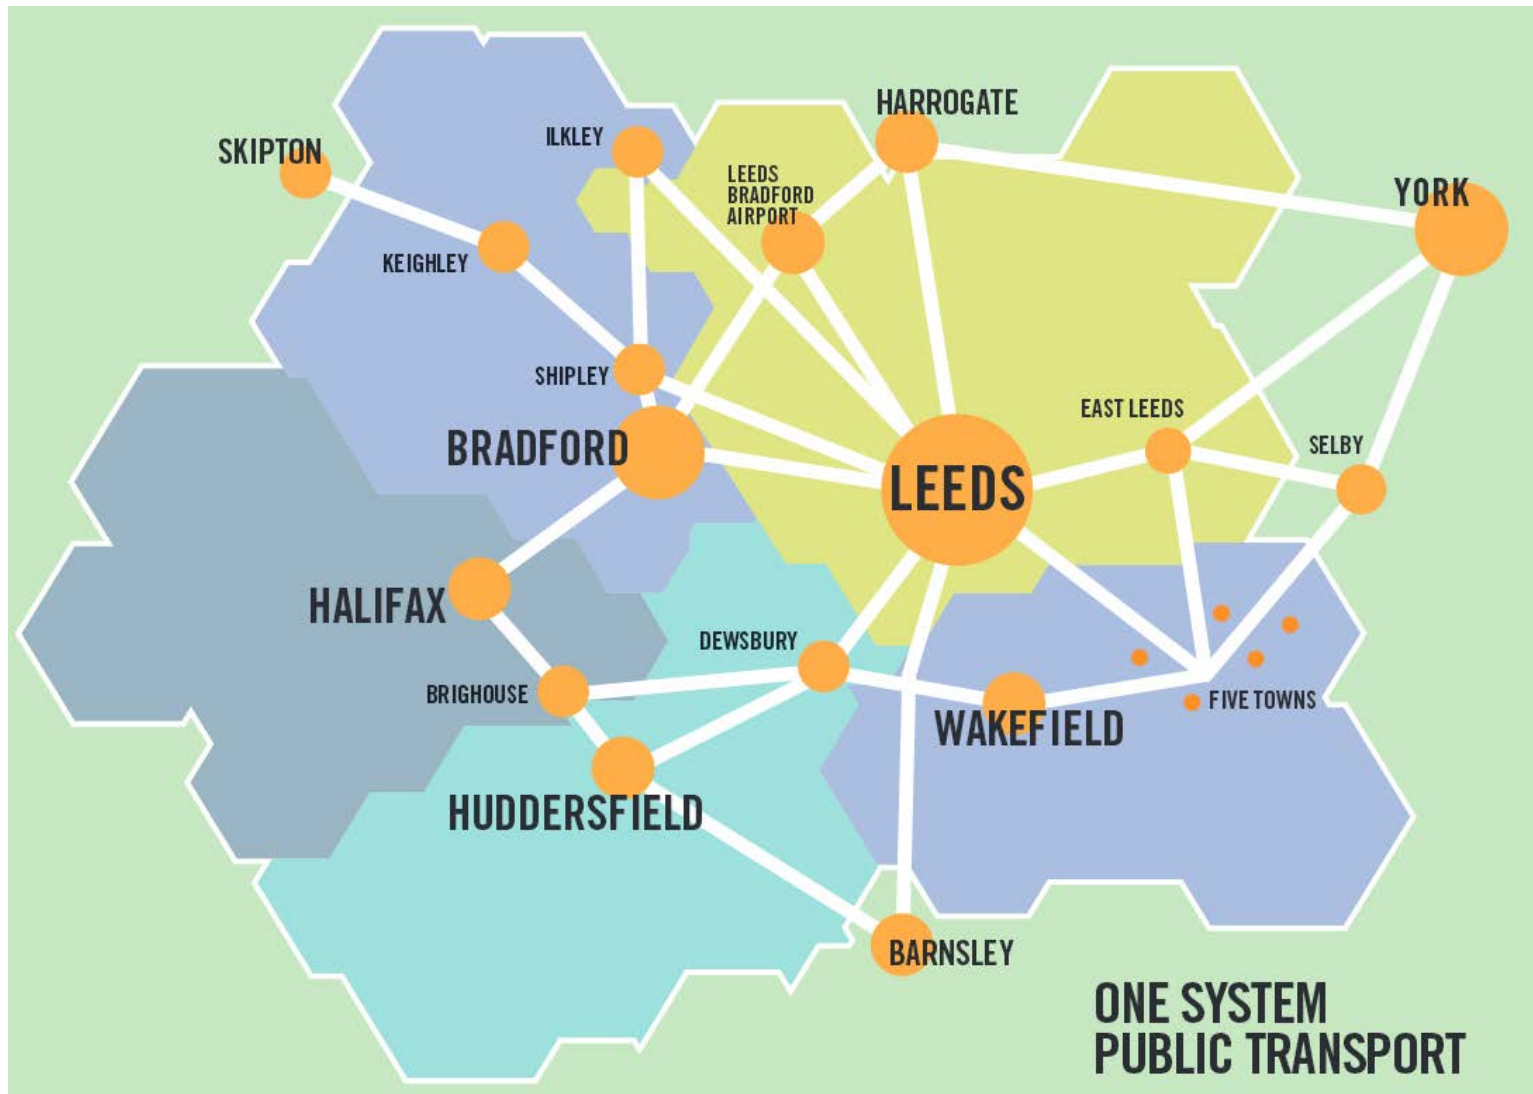 HARROGATE
SKIPTON
ILKLEY
LEEDS
BRADFORD
AIRPORT
YORK
KEIGHLEY
SHIPLEY
EAST LEEDS
BRADFORD
SELBY
LEEDS
HALIFAX
DEWSBURY
BRIGHOUSE
FIVE TOWNS
WAKEFIELD
HUDDERSFIELD
BARNSLEY
ONE SYSTEM
PUBLIC TRANSPORT